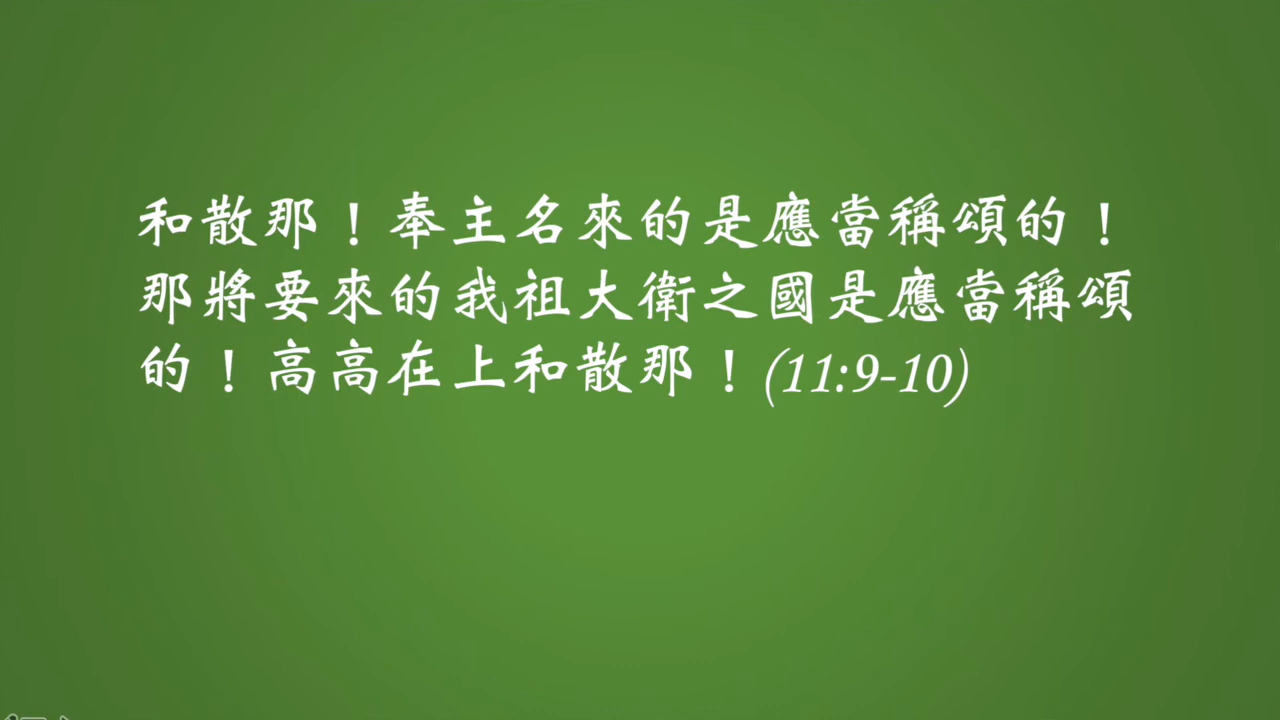 和散那！奉主名來的是應當稱頌的！
那將要來的我祖大衛之國是應當稱頌
的！高高在上和散那！(11:9-10)